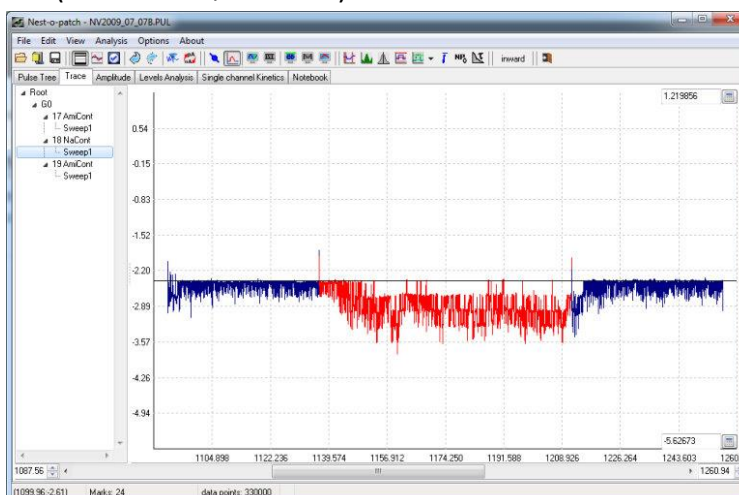 Nest-o-patch - NV2009_07_07B.PUL
File Edit View Analysis Options About
inward
Pulse Tree Trace Amplitude Levels Analysis Single channel Kinetics Notebook
Root
G0
17 AmiCont
Sweep1
18 NaCont
Sweep1
19 AmiCont
Sweep1
1.219856
0.54
-0.15
-0.83
-1.52
-2.20
-2.89
-3.57
-4.26
-4.94
-5.62673
1104.898 1122.236 1139.574 1156.912 1174.250 1191.588 1208.926 1226.264 1243.603 1260
1087.56 1260.94
(1099.96 -2.61) Marks: 24 data points: 330000